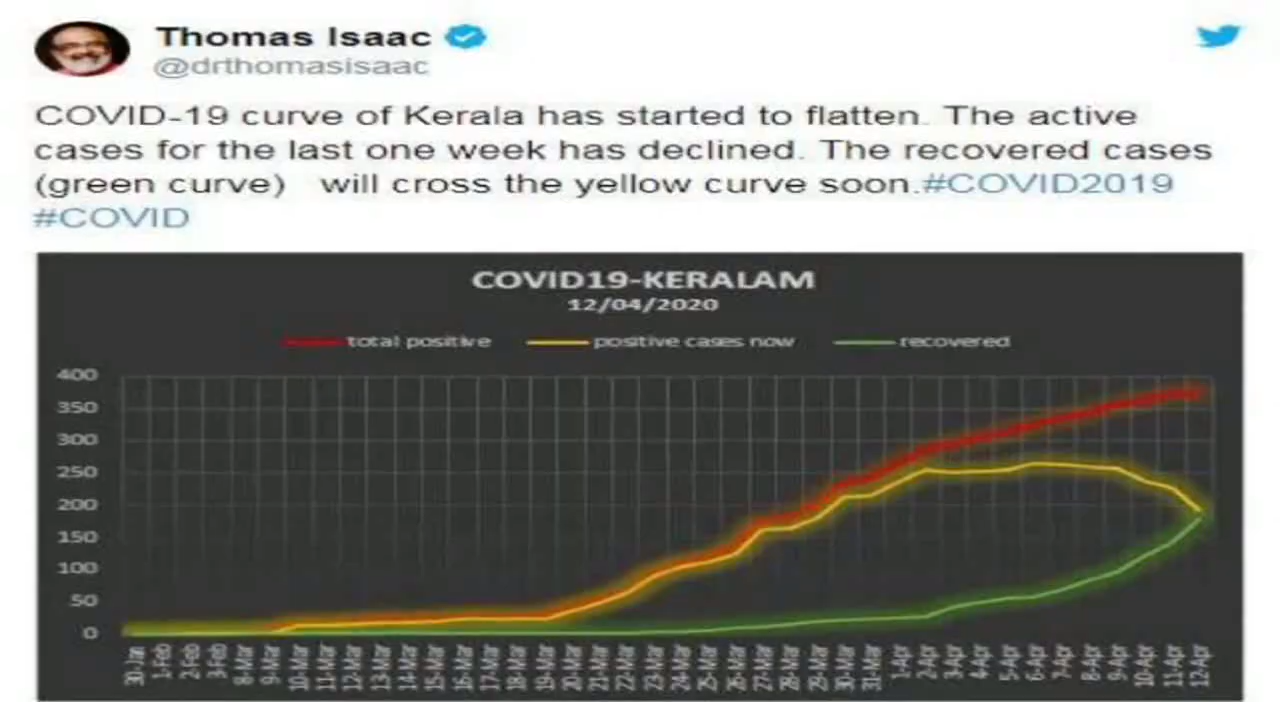 Thomas Isaac
@drthomasisaac
COVID-19 curve of Kerala has started to flatten. The active
cases for the last one week has declined. The recovered cases
(green curve) will cross the yellow curve soon.#COVID2019
#COVID
COVID19-KERALAM
12/04/2020
total positive positive cases now recovered
400
350
300
250
200
150
100
50
0
30-Jan 1-Feb 2-Feb 3-Feb 8-Mar 9-Mar 10-Mar 11-Mar 12-Mar 13-Mar 14-Mar 15-Mar 16-Mar 17-Mar 18-Mar 19-Mar 20-Mar 21-Mar 22-Mar 23-Mar 24-Mar 25-Mar 26-Mar 27-Mar 28-Mar 29-Mar 30-Mar 31-Mar 1-Apr 2-Apr 3-Apr 4-Apr 5-Apr 6-Apr 7-Apr 8-Apr 9-Apr 10-Apr 11-Apr 12-Apr